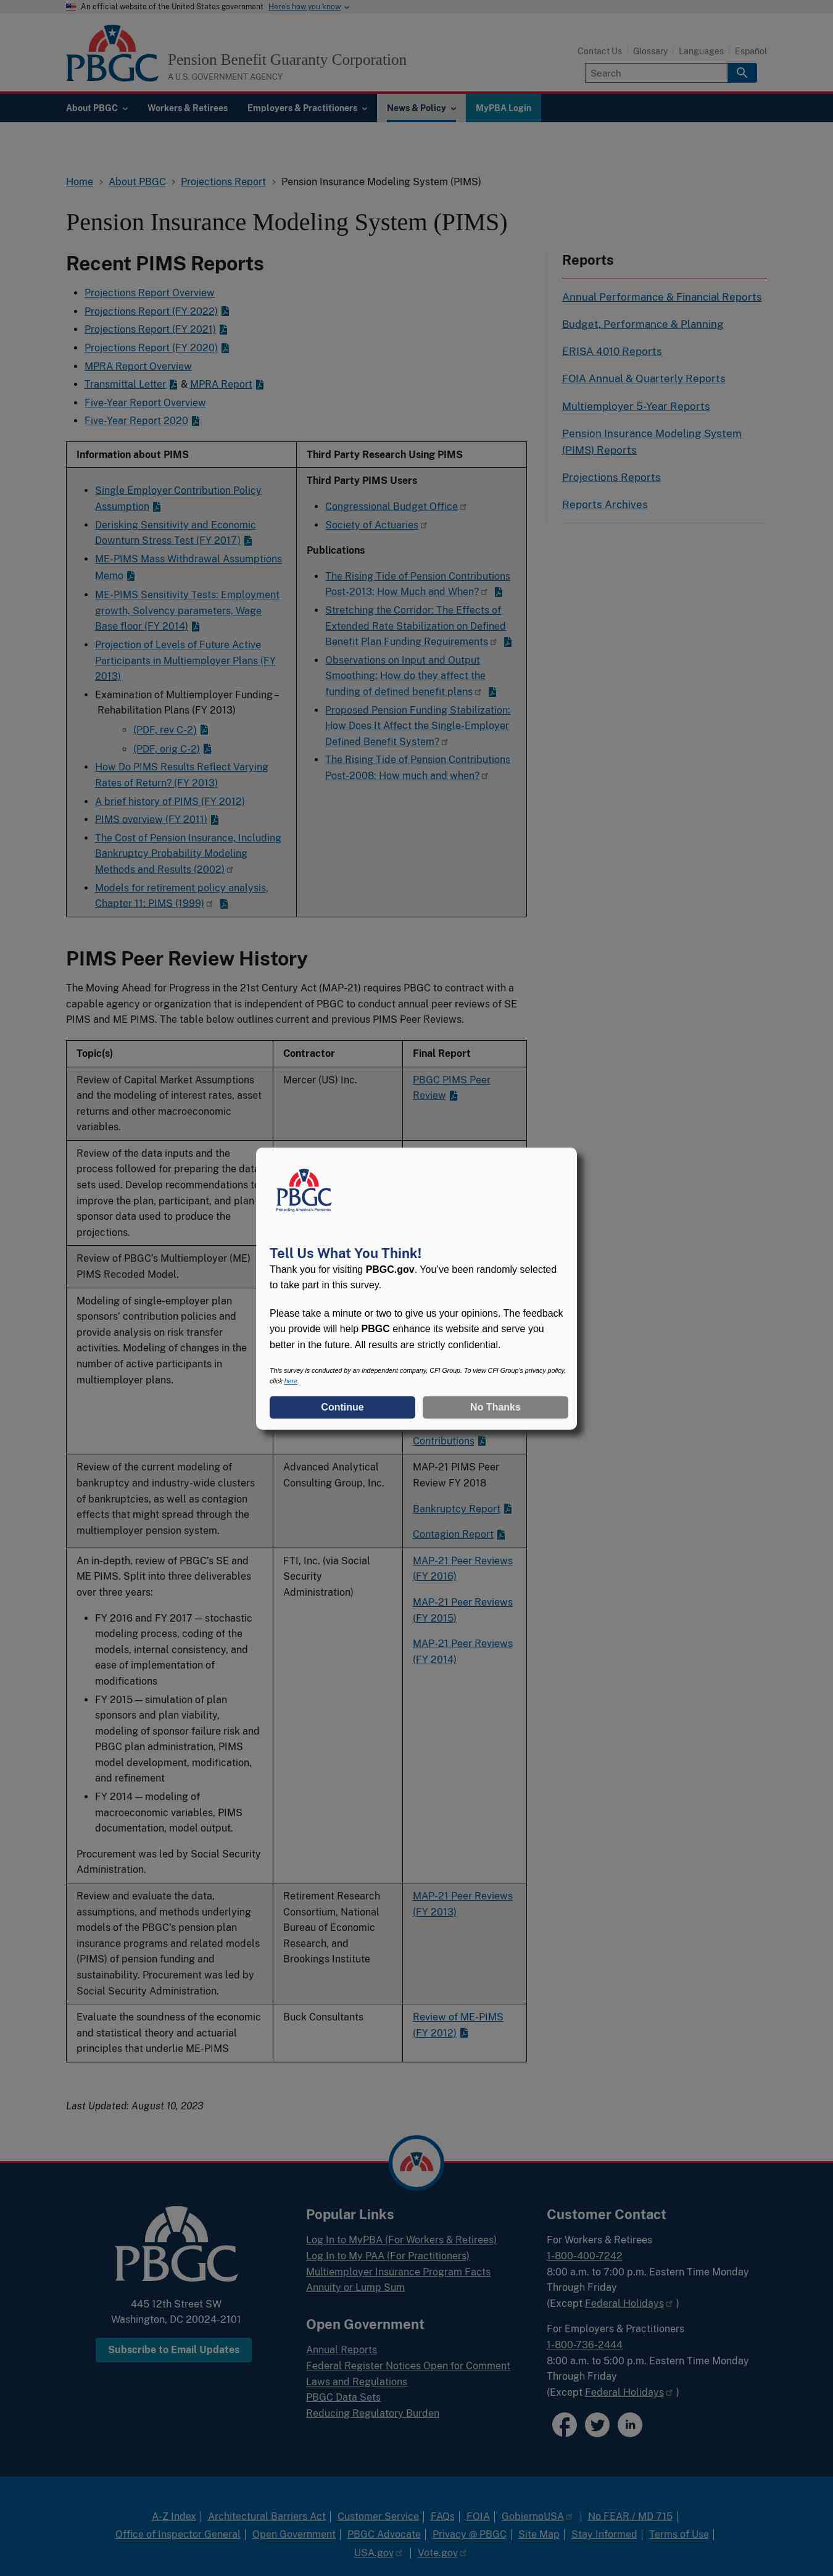 An official website of the United States government Here's how you know
PBGC Pension Benefit Guaranty Corporation
A U.S. GOVERNMENT AGENCY
Contact Us Glossary Languages Español
Search
About PBGC Workers & Retirees Employers & Practitioners News & Policy MyPBA Login
Home About PBGC Projections Report Pension Insurance Modeling System (PIMS)
Pension Insurance Modeling System (PIMS)
Recent PIMS Reports
Projections Report Overview
Projections Report (FY 2022)
Projections Report (FY 2021)
Projections Report (FY 2020)
MPRA Report Overview
Transmittal Letter & MPRA Report
Five-Year Report Overview
Five-Year Report 2020
Reports
Annual Performance & Financial Reports
Budget, Performance & Planning
ERISA 4010 Reports
FOIA Annual & Quarterly Reports
Multiemployer 5-Year Reports
Pension Insurance Modeling System
(PIMS) Reports
Projections Reports
Reports Archives
Information about PIMS
Single Employer Contribution Policy
Assumption
Derisking Sensitivity and Economic
Downturn Stress Test (FY 2017)
ME-PIMS Mass Withdrawal Assumptions
Memo
ME-PIMS Sensitivity Tests: Employment
growth, Solvency parameters, Wage
Base floor (FY 2014)
Projection of Levels of Future Active
Participants in Multiemployer Plans (FY
2013)
Examination of Multiemployer Funding –
Rehabilitation Plans (FY 2013)
(PDF, rev C-2)
(PDF, orig C-2)
How Do PIMS Results Reflect Varying
Rates of Return? (FY 2013)
A brief history of PIMS (FY 2012)
PIMS overview (FY 2011)
The Cost of Pension Insurance, Including
Bankruptcy Probability Modeling
Methods and Results (2002)
Models for retirement policy analysis,
Chapter 11: PIMS (1999)
Third Party Research Using PIMS
Third Party PIMS Users
Congressional Budget Office
Society of Actuaries
Publications
The Rising Tide of Pension Contributions
Post-2013: How Much and When?
Stretching the Corridor: The Effects of
Extended Rate Stabilization on Defined
Benefit Plan Funding Requirements
Observations on Input and Output
Smoothing: How do they affect the
funding of defined benefit plans
Proposed Pension Funding Stabilization:
How Does It Affect the Single-Employer
Defined Benefit System?
The Rising Tide of Pension Contributions
Post-2008: How much and when?
PIMS Peer Review History
The Moving Ahead for Progress in the 21st Century Act (MAP-21) requires PBGC to contract with a
capable agency or organization that is independent of PBGC to conduct annual peer reviews of SE
PIMS and ME PIMS. The table below outlines current and previous PIMS Peer Reviews.
Topic(s) Contractor Final Report
Review of Capital Market Assumptions
and the modeling of interest rates, asset
returns and other macroeconomic
variables.
Mercer (US) Inc.
PBGC PIMS Peer
Review
Review of the data inputs and the
process followed for preparing the data
sets used. Develop recommendations to
improve the plan, participant, and plan
sponsor data used to produce the
projections.
Review of PBGC's Multiemployer (ME)
PIMS Recoded Model.
Modeling of single-employer plan
sponsors' contribution policies and
provide analysis on risk transfer
activities. Modeling of changes in the
investment strategy of multiemployer
plans.
Contributions
PBGC
Protecting America's Pensions
Tell Us What You Think!
Thank you for visiting PBGC.gov. You've been randomly selected
to take part in this survey.
Please take a minute or two to give us your opinions. The feedback
you provide will help PBGC enhance its website and serve you
better in the future. All results are strictly confidential.
This survey is conducted by an independent company, CFI Group. To view CFI Group's privacy policy,
click here.
Continue No Thanks
Review of the current modeling of
bankruptcy and industry-wide clusters
of bankruptcies, as well as contagion
effects that might spread through the
multiemployer pension system.
Advanced Analytical
Consulting Group, Inc.
MAP-21 PIMS Peer
Review FY 2018
Bankruptcy Report
Contagion Report
An in-depth, review of PBGC's SE and
ME PIMS. Split into three deliverables
over three years:
FY 2016 and FY 2017 — stochastic
modeling process, coding of the
models, internal consistency, and
ease of implementation of
modifications
FY 2015 — simulation of plan
sponsors and plan viability,
modeling of sponsor failure risk and
PBGC plan administration, PIMS
model development, modification,
and refinement
FY 2014 — modeling of
macroeconomic variables, PIMS
documentation, model output.
Procurement was led by Social Security
Administration.
FTI, Inc. (via Social
Security
Administration)
MAP-21 Peer Reviews
(FY 2016)
MAP-21 Peer Reviews
(FY 2015)
MAP-21 Peer Reviews
(FY 2014)
Review and evaluate the data,
assumptions, and methods underlying
models of the PBGC's pension plan
insurance programs and related models
(PIMS) of pension funding and
sustainability. Procurement was led by
Social Security Administration.
Retirement Research
Consortium, National
Bureau of Economic
Research, and
Brookings Institute
MAP-21 Peer Reviews
(FY 2013)
Evaluate the soundness of the economic
and statistical theory and actuarial
principles that underlie ME-PIMS
Buck Consultants
Review of ME-PIMS
(FY 2012)
Last Updated: August 10, 2023
PBGC
445 12th Street SW
Washington, DC 20024-2101
Subscribe to Email Updates
Popular Links
Log In to MyPBA (For Workers & Retirees)
Log In to My PAA (For Practitioners)
Multiemployer Insurance Program Facts
Annuity or Lump Sum
Open Government
Annual Reports
Federal Register Notices Open for Comment
Laws and Regulations
PBGC Data Sets
Reducing Regulatory Burden
Customer Contact
For Workers & Retirees
1-800-400-7242
8:00 a.m. to 7:00 p.m. Eastern Time Monday
Through Friday
(Except Federal Holidays )
For Employers & Practitioners
1-800-736-2444
8:00 a.m. to 5:00 p.m. Eastern Time Monday
Through Friday
(Except Federal Holidays )
A-Z Index | Architectural Barriers Act | Customer Service | FAQs | FOIA | GobiernoUSA | No FEAR / MD 715 |
Office of Inspector General | Open Government | PBGC Advocate | Privacy @ PBGC | Site Map | Stay Informed | Terms of Use |
USA.gov | Vote.gov